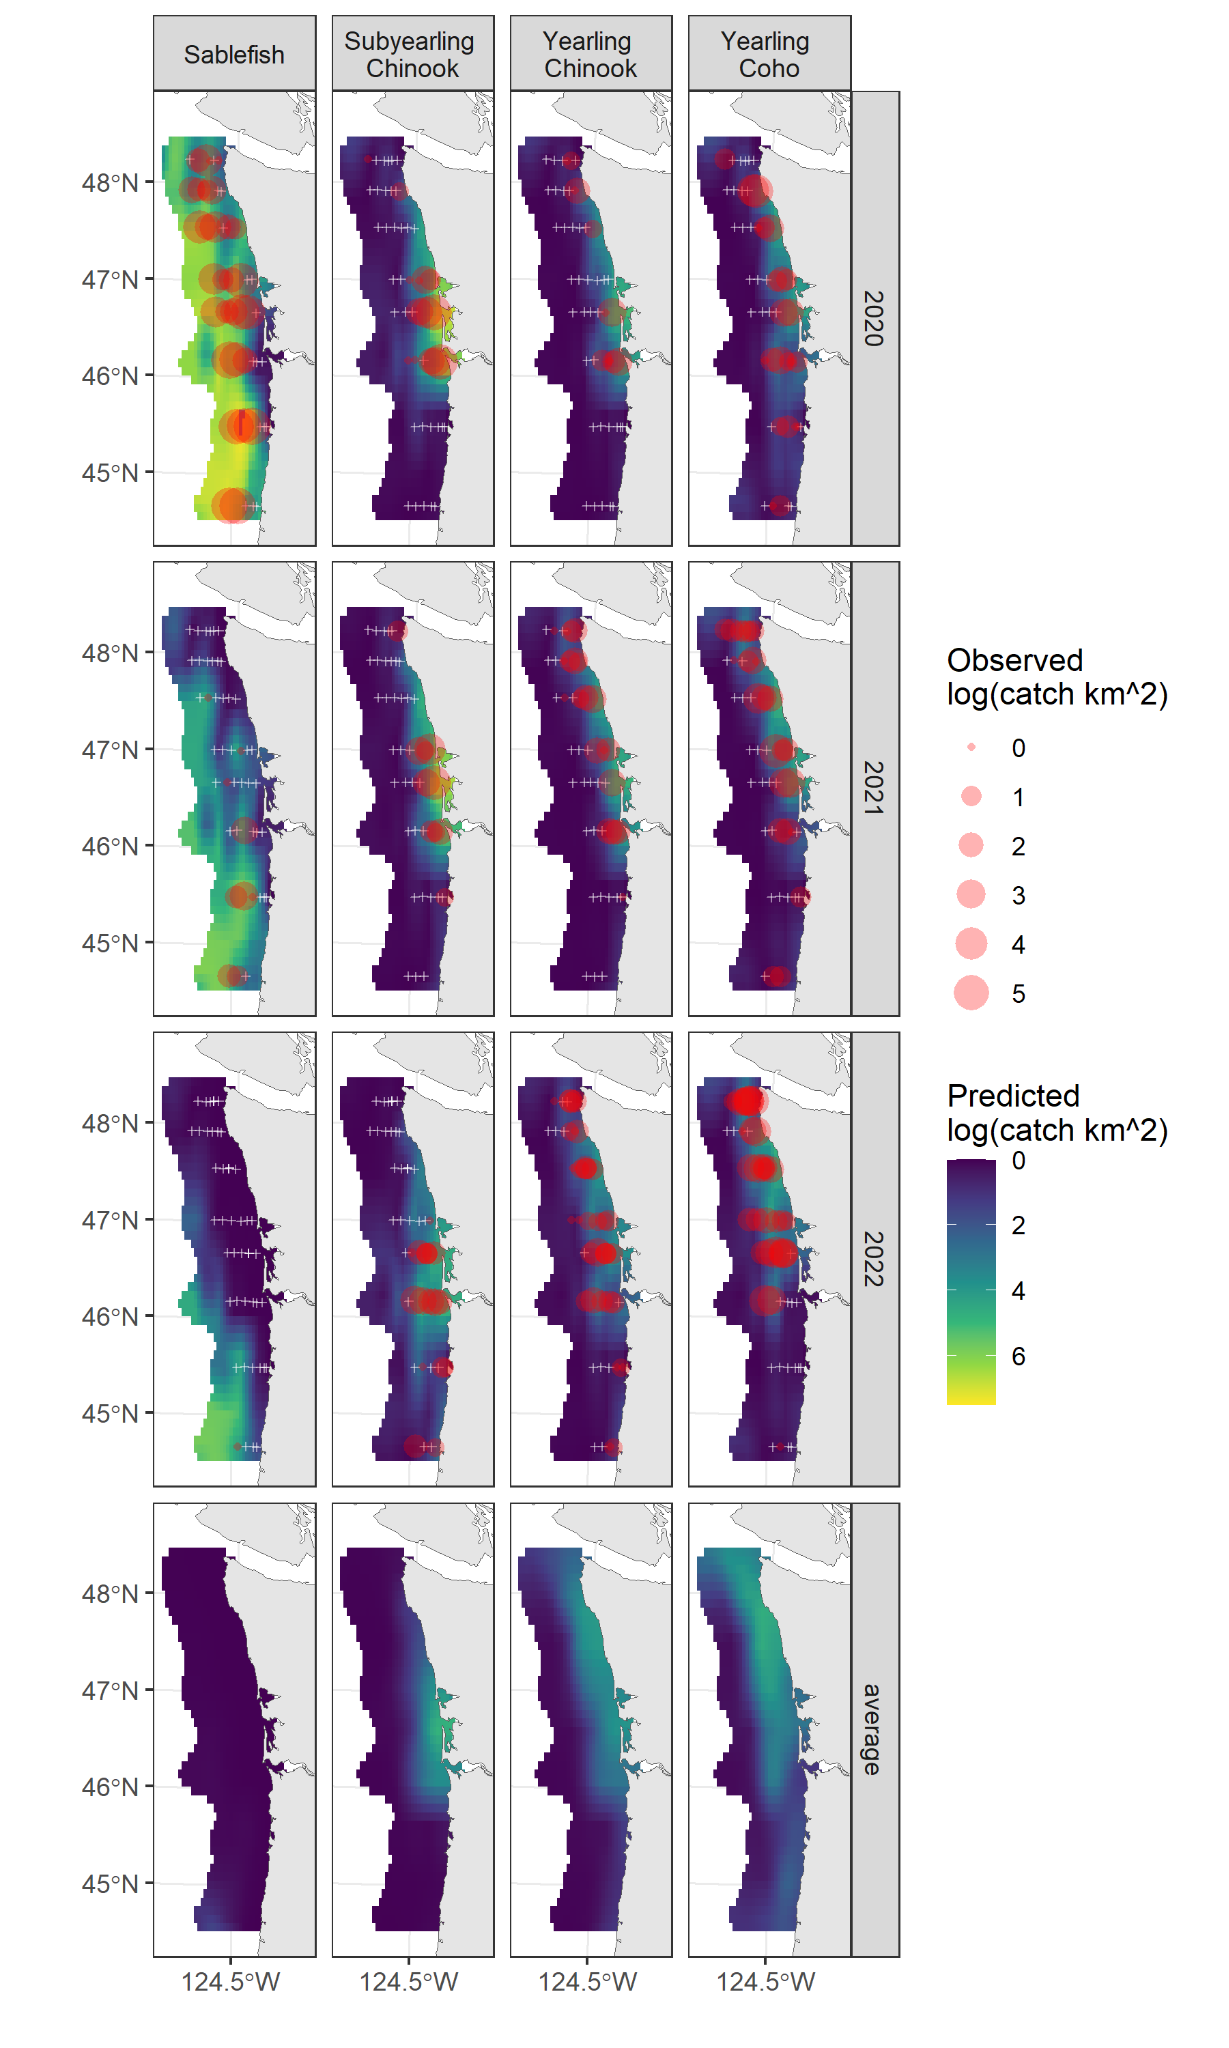 Sablefish
Subyearling
Chinook
Yearling
Chinook
Yearling
Coho
48°N
47°N
46°N
45°N
2020
48°N
47°N
46°N
45°N
2021
48°N
47°N
46°N
45°N
2022
48°N
47°N
46°N
45°N
average
124.5°W
124.5°W
124.5°W
124.5°W
Observed
log(catch km^2)
0
1
2
3
4
5
Predicted
log(catch km^2)
0
2
4
6